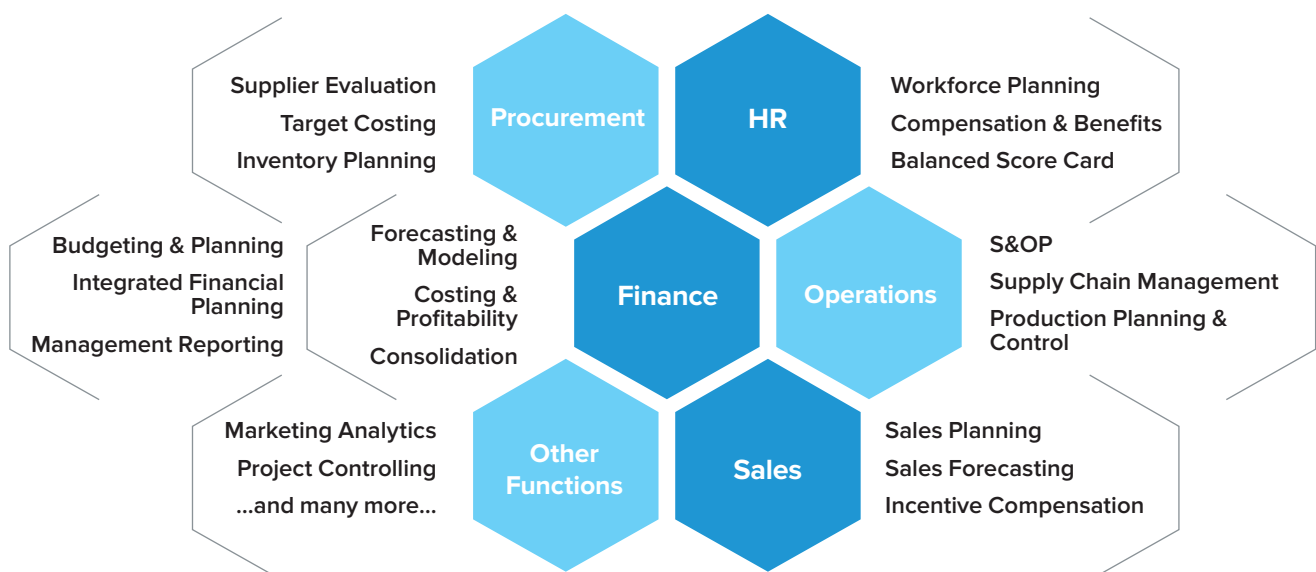 Supplier Evaluation
Target Costing
Inventory Planning
Procurement
HR
Workforce Planning
Compensation & Benefits
Balanced Score Card
Budgeting & Planning
Integrated Financial
Planning
Management Reporting
Forecasting &
Modeling
Costing &
Profitability
Consolidation
Finance
Operations
S&OP
Supply Chain Management
Production Planning &
Control
Marketing Analytics
Project Controlling
...and many more...
Other
Functions
Sales
Sales Planning
Sales Forecasting
Incentive Compensation